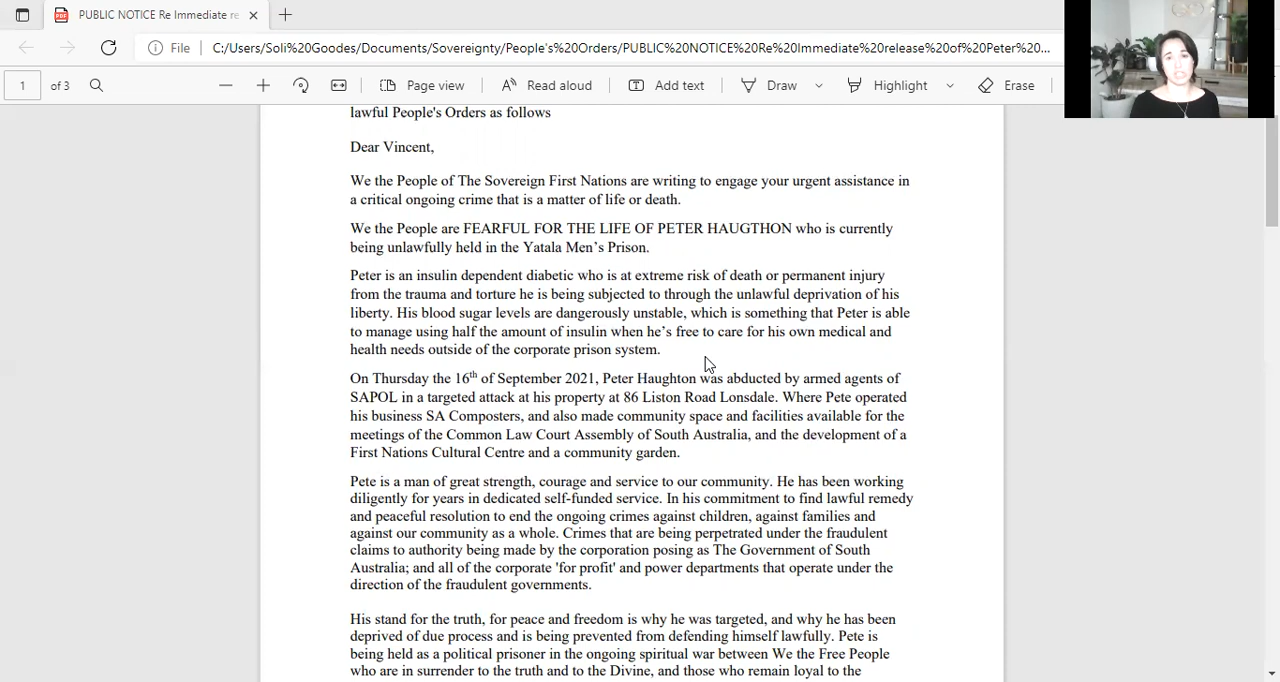 PUBLIC NOTICE Re Immediate re
File C:/Users/Soli%20Goodes/Documents/Sovereignty/People's%20Orders/PUBLIC%20NOTICE%20Re%20Immediate%20release%20of%20Peter%20...
1 of 3 Page view Read aloud Add text Draw Highlight Erase
lawful People's Orders as follows
Dear Vincent,
We the People of The Sovereign First Nations are writing to engage your urgent assistance in
a critical ongoing crime that is a matter of life or death.
We the People are FEARFUL FOR THE LIFE OF PETER HAUGTHON who is currently
being unlawfully held in the Yatala Men's Prison.
Peter is an insulin dependent diabetic who is at extreme risk of death or permanent injury
from the trauma and torture he is being subjected to through the unlawful deprivation of his
liberty. His blood sugar levels are dangerously unstable, which is something that Peter is able
to manage using half the amount of insulin when he's free to care for his own medical and
health needs outside of the corporate prison system.
On Thursday the 16th of September 2021, Peter Haughton was abducted by armed agents of
SAPOL in a targeted attack at his property at 86 Liston Road Lonsdale. Where Pete operated
his business SA Composters, and also made community space and facilities available for the
meetings of the Common Law Court Assembly of South Australia, and the development of a
First Nations Cultural Centre and a community garden.
Pete is a man of great strength, courage and service to our community. He has been working
diligently for years in dedicated self-funded service. In his commitment to find lawful remedy
and peaceful resolution to end the ongoing crimes against children, against families and
against our community as a whole. Crimes that are being perpetrated under the fraudulent
claims to authority being made by the corporation posing as The Government of South
Australia; and all of the corporate 'for profit' and power departments that operate under the
direction of the fraudulent governments.
His stand for the truth, for peace and freedom is why he was targeted, and why he has been
deprived of due process and is being prevented from defending himself lawfully. Pete is
being held as a political prisoner in the ongoing spiritual war between We the Free People
who are in surrender to the truth and to the Divine, and those who remain loyal to the